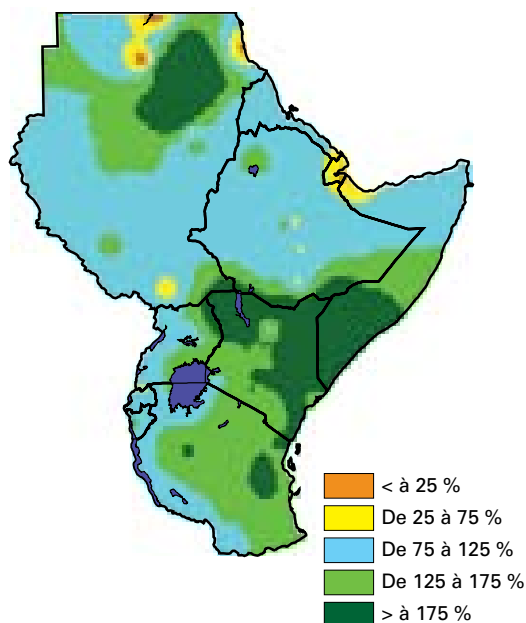 < à 25 %
De 25 à 75 %
De 75 à 125 %
De 125 à 175 %
> à 175 %